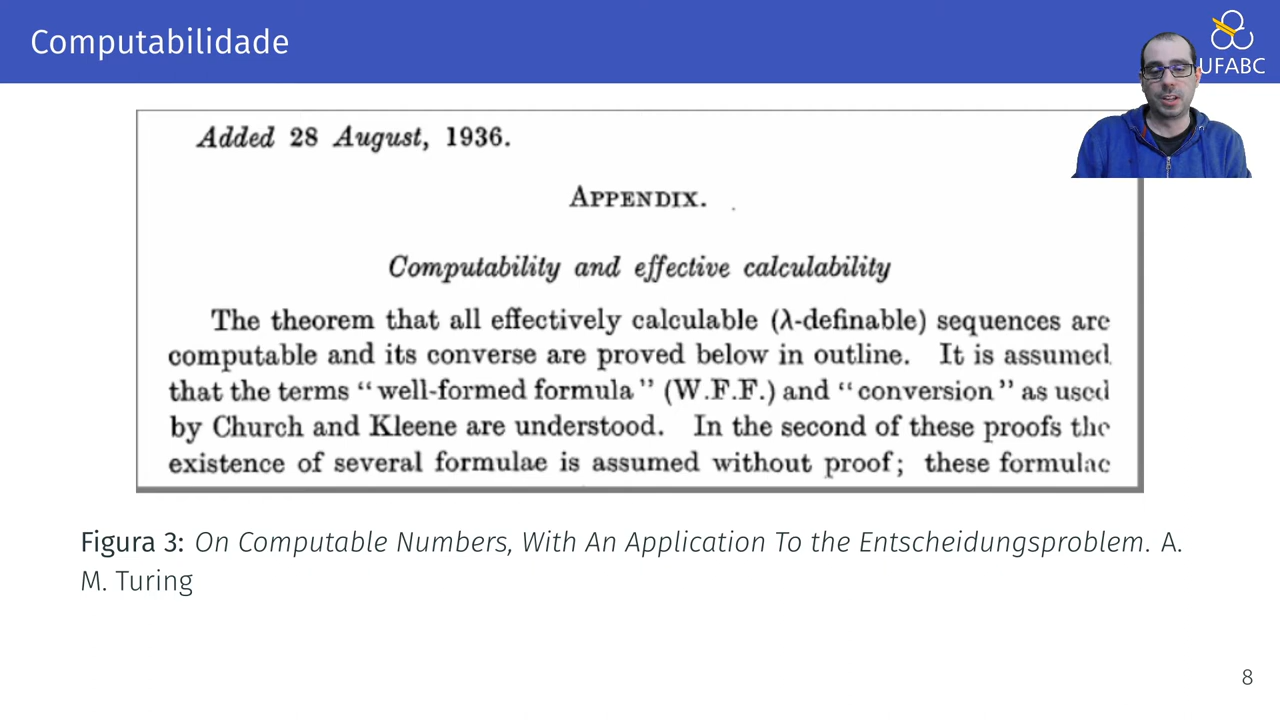 Computabilidade
UFABC
Added 28 August, 1936.
APPENDIX.
Computability and effective calculability
The theorem that all effectively calculable (λ-definable) sequences are
computable and its converse are proved below in outline. It is assumed
that the terms “well-formed formula” (W.F.F.) and “conversion” as used
by Church and Kleene are understood. In the second of these proofs the
existence of several formulae is assumed without proof; these formulae
Figura 3: On Computable Numbers, With An Application To the Entscheidungsproblem. A.
M. Turing
8